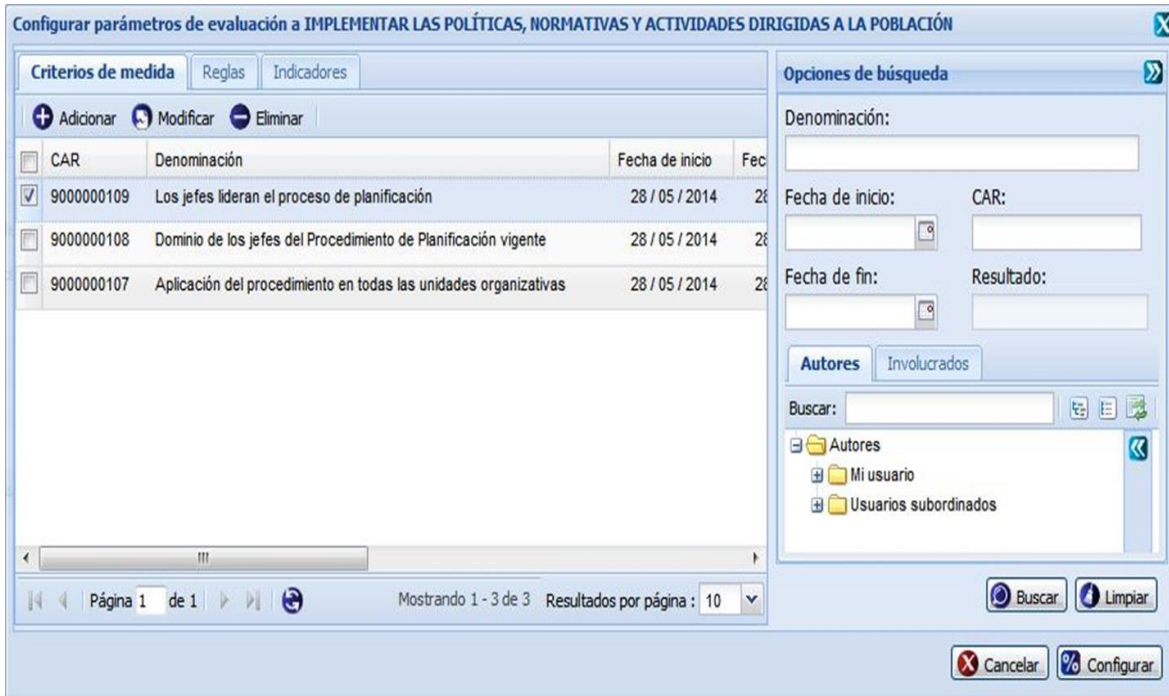 Configurar parámetros de evaluación a IMPLEMENTAR LAS POLÍTICAS, NORMATIVAS Y ACTIVIDADES DIRIGIDAS A LA POBLACIÓN
Criterios de medida Reglas Indicadores
Adicionar Modificar Eliminar
CAR Denominación Fecha de inicio Fec
9000000109 Los jefes lideran el proceso de planificación 28 / 05 / 2014 28
9000000108 Dominio de los jefes del Procedimiento de Planificación vigente 28 / 05 / 2014 28
9000000107 Aplicación del procedimiento en todas las unidades organizativas 28 / 05 / 2014 28
Página 1 de 1 Mostrando 1 - 3 de 3 Resultados por página : 10
Opciones de búsqueda
Denominación:
Fecha de inicio: CAR:
Fecha de fin: Resultado:
Autores Involucrados
Buscar:
Autores
Mi usuario
Usuarios subordinados
Buscar Limpiar
Cancelar % Configurar